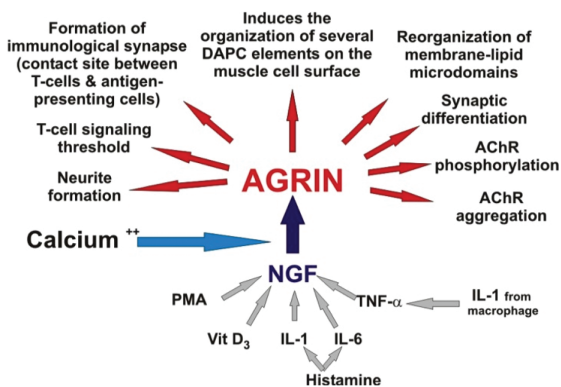 Formation of
immunological synapse
(contact site between
T-cells & antigen-
presenting cells)
Induces the
organization of several
DAPC elements on the
muscle cell surface
Reorganization of
membrane-lipid
microdomains
T-cell signaling
threshold
Synaptic
differentiation
Neurite
formation
AGRIN
AChR
phosphorylation
AChR
aggregation
Calcium ++
NGF
PMA
Vit D3
IL-1
IL-6
TNF-α
IL-1 from
macrophage
Histamine